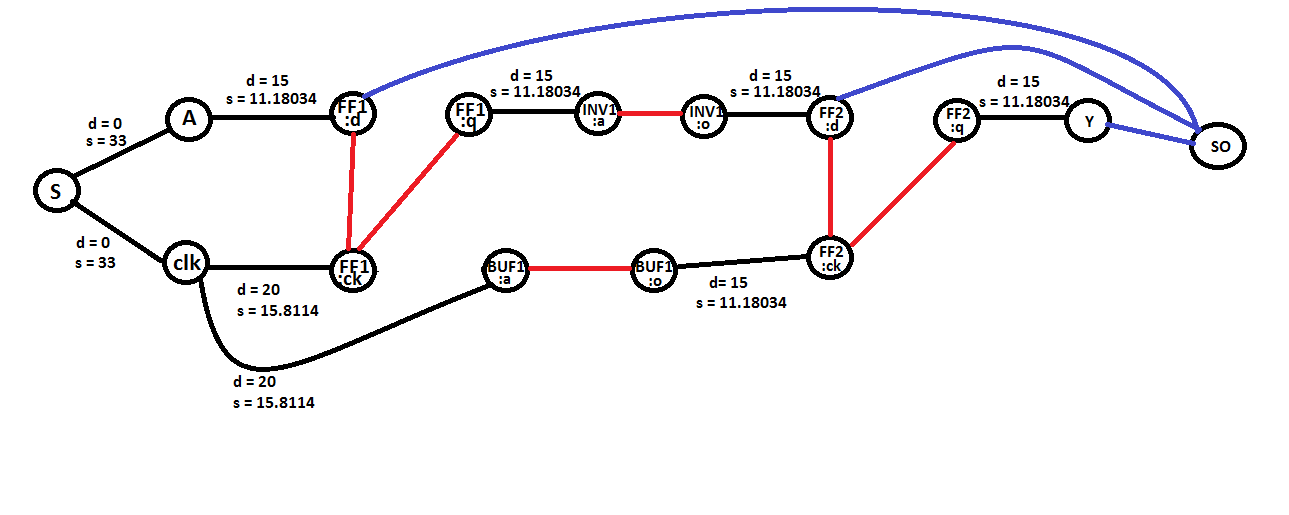 d = 15
s = 11.18034
d = 15
s = 11.18034
d = 15
s = 11.18034
d = 15
s = 11.18034
d = 0
s = 33
A
FF1
:d
FF1
:q
INV1
:a
INV1
:o
FF2
:d
FF2
:q
Y
SO
S
d = 0
s = 33
clk
FF1
:ck
BUF1
:a
BUF1
:o
FF2
:ck
d = 20
s = 15.8114
d= 15
s = 11.18034
d = 20
s = 15.8114